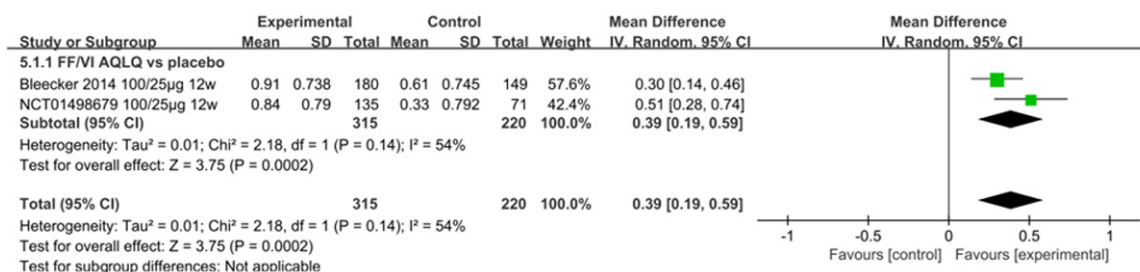 Experimental Control Mean Difference Mean Difference
Study or Subgroup Mean SD Total Mean SD Total Weight IV, Random, 95% CI IV, Random, 95% CI
5.1.1 FF/VI AQLQ vs placebo
Bleecker 2014 100/25µg 12w 0.91 0.738 180 0.61 0.745 149 57.6% 0.30 [0.14, 0.46]
NCT01498679 100/25µg 12w 0.84 0.79 135 0.33 0.792 71 42.4% 0.51 [0.28, 0.74]
Subtotal (95% CI) 315 220 100.0% 0.39 [0.19, 0.59]
Heterogeneity: Tau² = 0.01; Chi² = 2.18, df = 1 (P = 0.14); I² = 54%
Test for overall effect: Z = 3.75 (P = 0.0002)
Total (95% CI) 315 220 100.0% 0.39 [0.19, 0.59]
Heterogeneity: Tau² = 0.01; Chi² = 2.18, df = 1 (P = 0.14); I² = 54%
Test for overall effect: Z = 3.75 (P = 0.0002)
Test for subgroup differences: Not applicable
-1 -0.5 0 0.5 1
Favours [control] Favours [experimental]